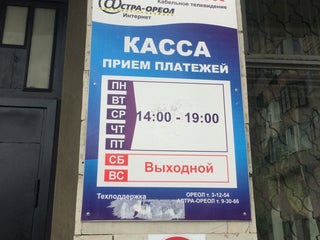 Кабельное телевидение
@СТРА-ОРЕОЛ
Интернет
КАССА
ПРИЕМ ПЛАТЕЖЕЙ
ПН
ВТ
СР 14:00 - 19:00
ЧТ
ПТ
СБ Выходной
ВС
Техподдержка
ОРЕОЛ т. 3-12-54
АСТРА-ОРЕОЛ т. 9-30-66